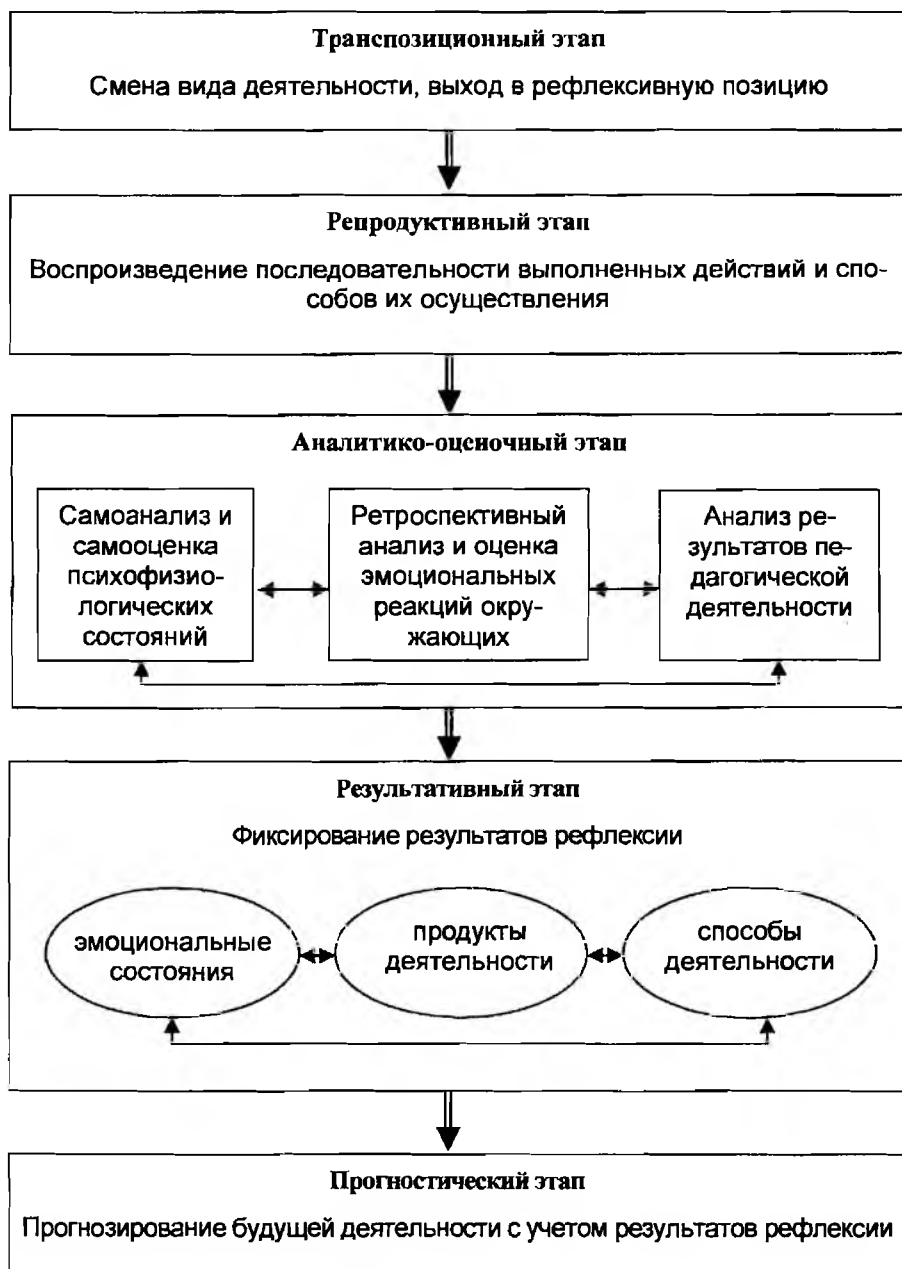 Транспозиционный этап
Смена вида деятельности, выход в рефлексивную позицию
Репродуктивный этап
Воспроизведение последовательности выполненных действий и спо-
собов их осуществления
Аналитико-оценочный этап
Самоанализ и
самооценка
психофизио-
логических
состояний
Ретроспективный
анализ и оценка
эмоциональных
реакций окру-
жающих
Анализ ре-
зультатов пе-
дагогической
деятельности
Результативный этап
Фиксирование результатов рефлексии
эмоциональные
состояния
продукты
деятельности
способы
деятельности
Прогностический этап
Прогнозирование будущей деятельности с учетом результатов рефлексии